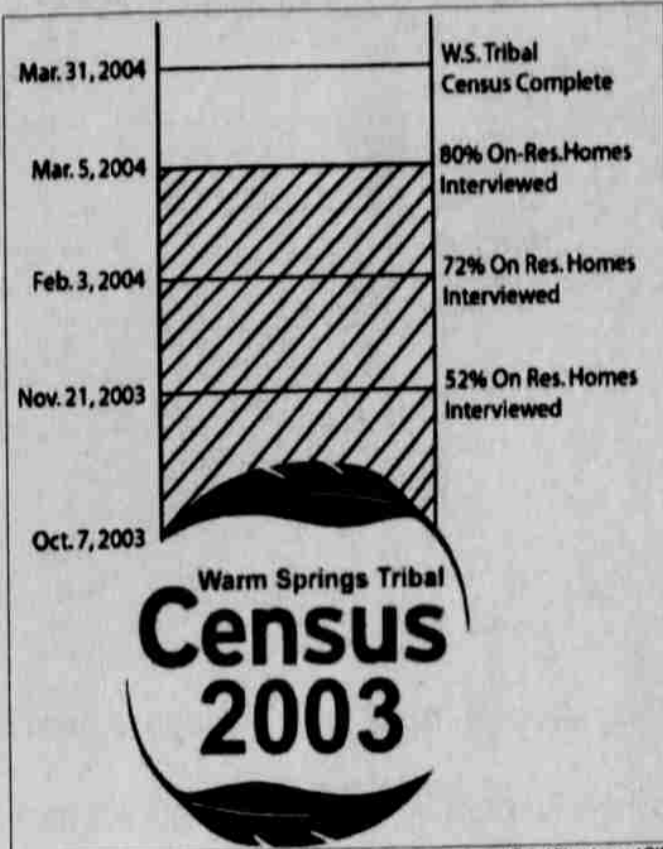 Mar. 31, 2004
W.S. Tribal
Census Complete
Mar. 5, 2004
80% On-Res. Homes
Interviewed
Feb. 3, 2004
72% On Res. Homes
Interviewed
Nov. 21, 2003
52% On Res. Homes
Interviewed
Oct. 7, 2003
Warm Springs Tribal
Census
2003